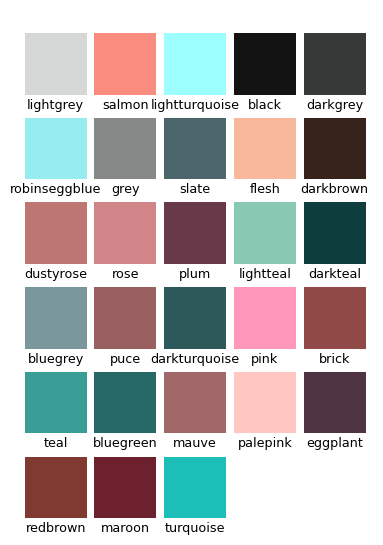 lightgrey salmon lightturquoise black darkgrey
robinseggblue grey slate flesh darkbrown
dustyrose rose plum lightteal darkteal
bluegrey puce darkturquoise pink brick
teal bluegreen mauve palepink eggplant
redbrown maroon turquoise